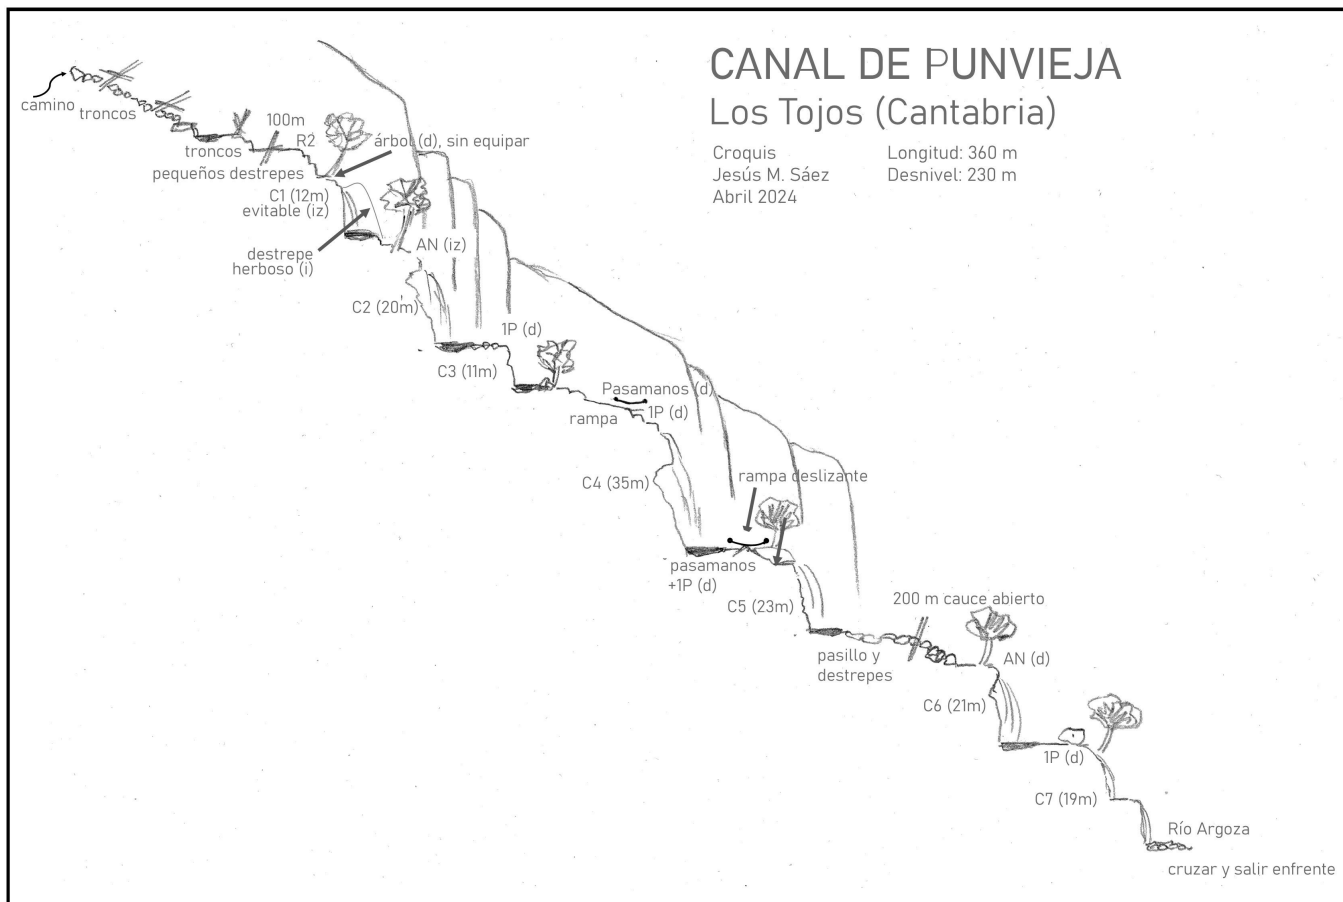 CANAL DE PUNVIEJA
Los Tojos (Cantabria)
Croquis
Jesús M. Sáez
Abril 2024
Longitud: 360 m
Desnivel: 230 m
camino
troncos
100m
R2
troncos
pequeños destrepes
árbol (d), sin equipar
C1 (12m)
evitable (iz)
destrepe
herboso (i)
AN (iz)
C2 (20m)
1P (d)
C3 (11m)
Pasamanos (d)
1P (d)
rampa
C4 (35m)
rampa deslizante
pasamanos
+1P (d)
C5 (23m)
200 m cauce abierto
pasillo y
destrepes
AN (d)
C6 (21m)
1P (d)
C7 (19m)
Río Argoza
cruzar y salir enfrente